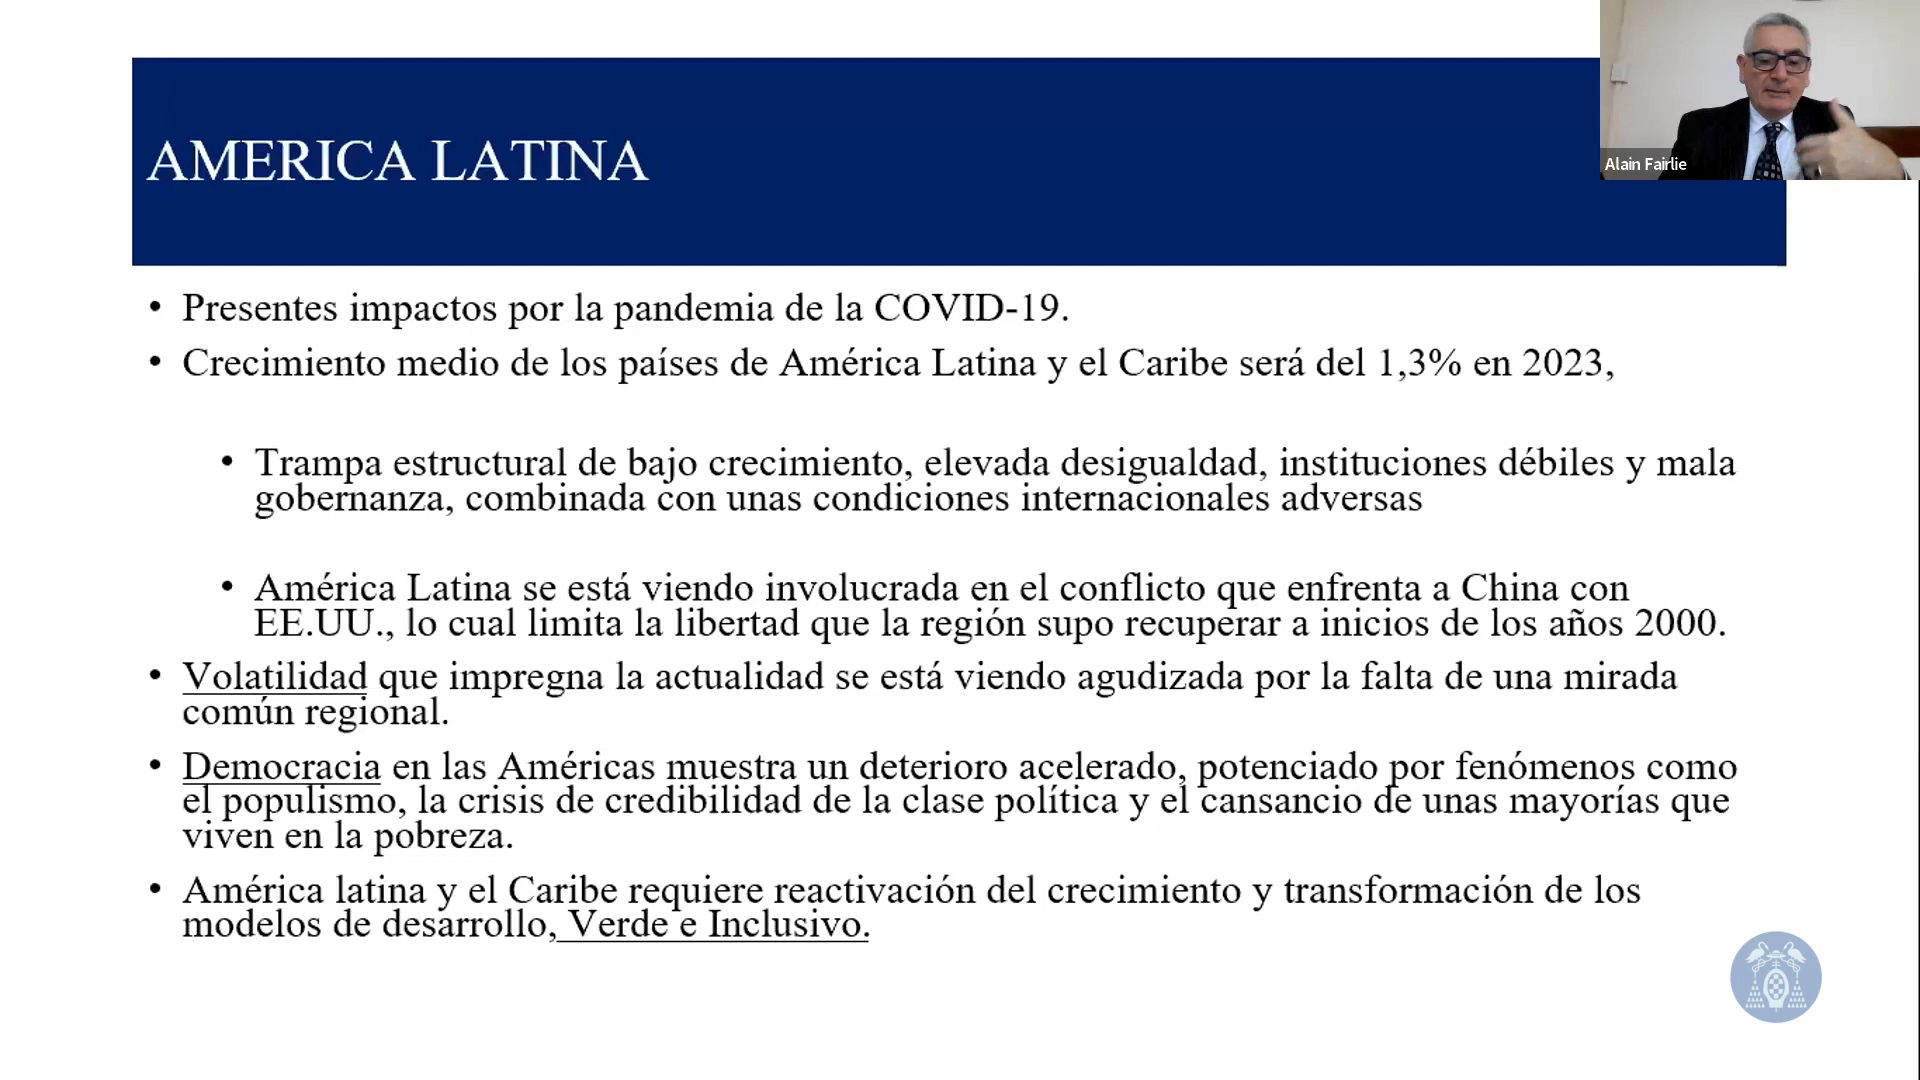 AMERICA LATINA
Alain Fairlie
• Presentes impactos por la pandemia de la COVID-19.
• Crecimiento medio de los países de América Latina y el Caribe será del 1,3% en 2023,
• Trampa estructural de bajo crecimiento, elevada desigualdad, instituciones débiles y mala
gobernanza, combinada con unas condiciones internacionales adversas
• América Latina se está viendo involucrada en el conflicto que enfrenta a China con
EE.UU., lo cual limita la libertad que la región supo recuperar a inicios de los años 2000.
• Volatilidad que impregna la actualidad se está viendo agudizada por la falta de una mirada
común regional.
• Democracia en las Américas muestra un deterioro acelerado, potenciado por fenómenos como
el populismo, la crisis de credibilidad de la clase política y el cansancio de unas mayorías que
viven en la pobreza.
• América latina y el Caribe requiere reactivación del crecimiento y transformación de los
modelos de desarrollo, Verde e Inclusivo.